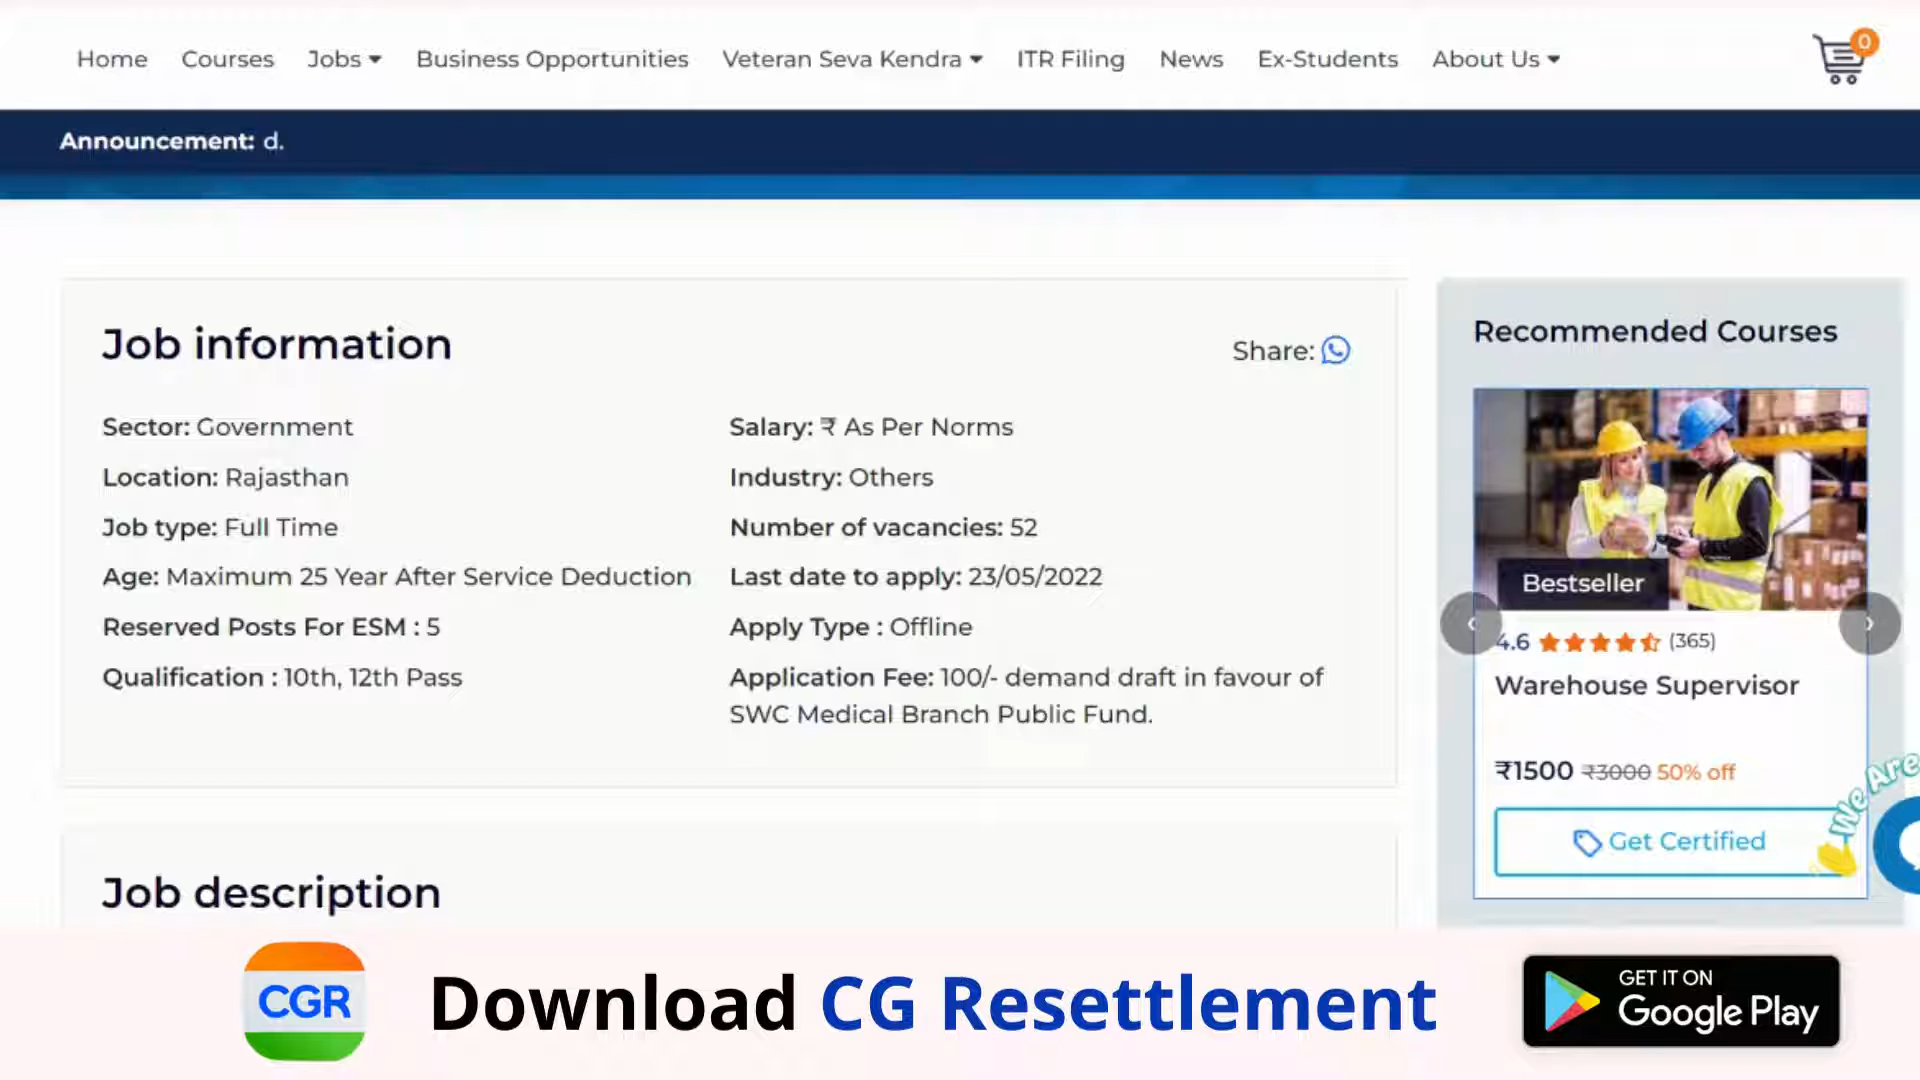 Home Courses Jobs Business Opportunities Veteran Seva Kendra ITR Filing News Ex-Students About Us 0
Announcement: d.
Job information
Share:
Sector: Government
Location: Rajasthan
Job type: Full Time
Age: Maximum 25 Year After Service Deduction
Reserved Posts For ESM : 5
Qualification : 10th, 12th Pass
Salary: ₹ As Per Norms
Industry: Others
Number of vacancies: 52
Last date to apply: 23/05/2022
Apply Type : Offline
Application Fee: 100/- demand draft in favour of
SWC Medical Branch Public Fund.
Recommended Courses
Bestseller
4.6 (365)
Warehouse Supervisor
₹1500 ₹3000 50% off
Get Certified
We Are
Job description
CGR
Download CG Resettlement
GET IT ON
Google Play